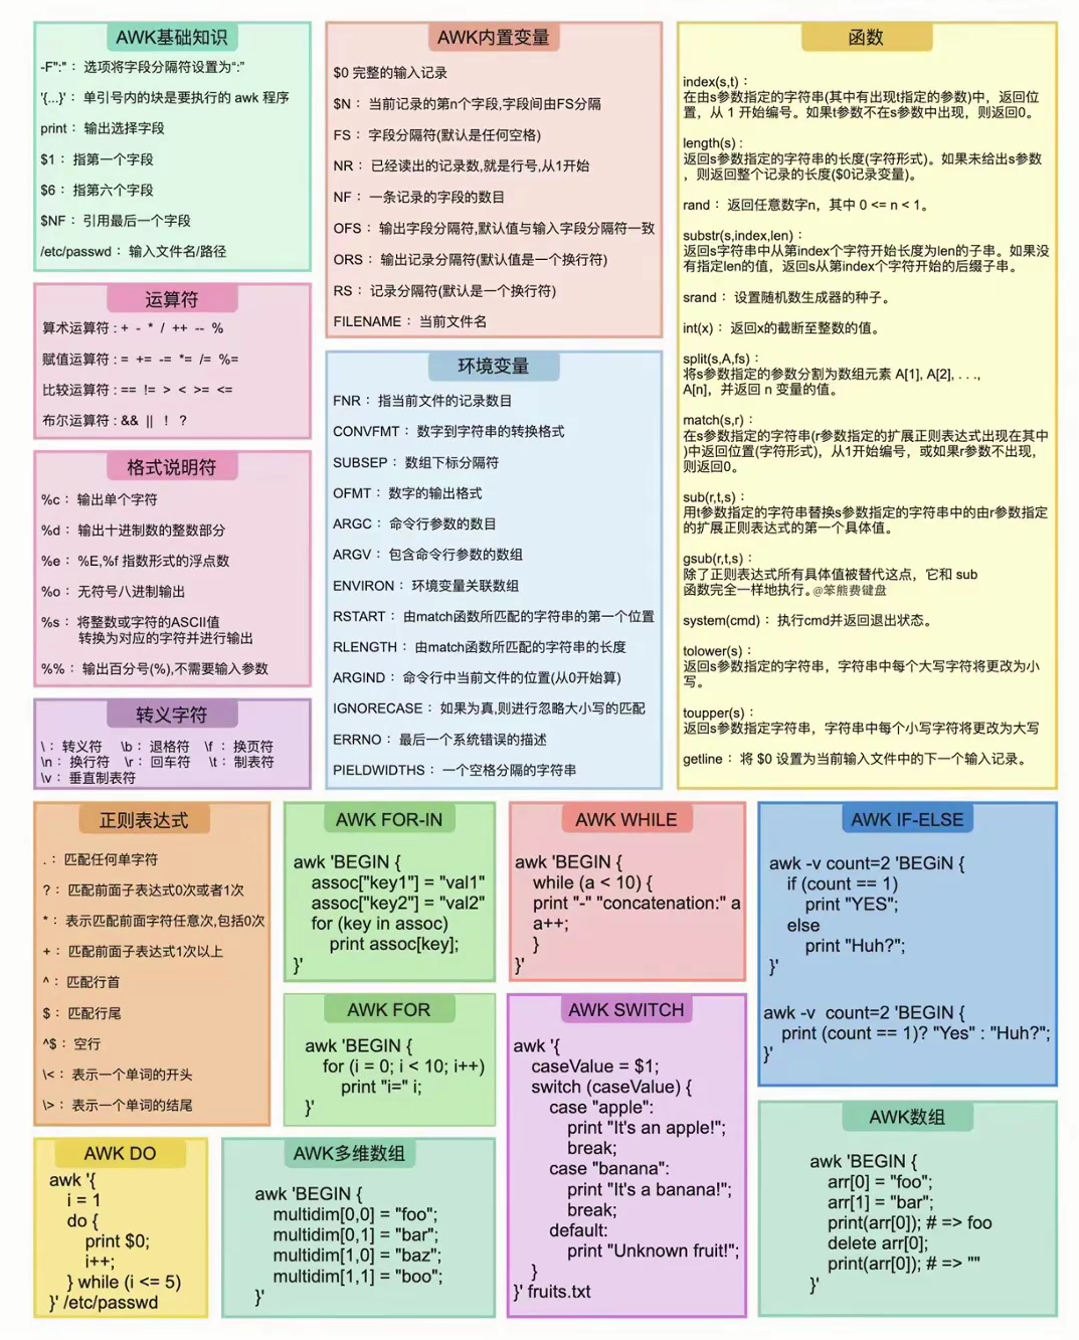 AWK基础知识
-F":"： 选项将字段分隔符设置为“:”
'{...}'： 单引号内的块是要执行的 awk 程序
print： 输出选择字段
$1： 指第一个字段
$6： 指第六个字段
$NF： 引用最后一个字段
/etc/passwd： 输入文件名/路径
运算符
算术运算符 : + - * / ++ -- %
赋值运算符 : = += -= *= /= %=
比较运算符 : == != > < >= <=
布尔运算符 : && || ! ?
格式说明符
%c： 输出单个字符
%d： 输出十进制数的整数部分
%e： %E,%f 指数形式的浮点数
%o： 无符号八进制输出
%s： 将整数或字符的ASCII值
转换为对应的字符并进行输出
%%： 输出百分号(%),不需要输入参数
转义字符
\： 转义符 \b： 退格符 \f ： 换页符
\n： 换行符 \r： 回车符 \t： 制表符
\v： 垂直制表符
AWK内置变量
$0 完整的输入记录
$N： 当前记录的第n个字段,字段间由FS分隔
FS： 字段分隔符(默认是任何空格)
NR： 已经读出的记录数,就是行号,从1开始
NF： 一条记录的字段的数目
OFS： 输出字段分隔符,默认值与输入字段分隔符一致
ORS： 输出记录分隔符(默认值是一个换行符)
RS： 记录分隔符(默认是一个换行符)
FILENAME： 当前文件名
环境变量
FNR： 指当前文件的记录数目
CONVFMT： 数字到字符串的转换格式
SUBSEP： 数组下标分隔符
OFMT： 数字的输出格式
ARGC： 命令行参数的数目
ARGV： 包含命令行参数的数组
ENVIRON： 环境变量关联数组
RSTART： 由match函数所匹配的字符串的第一个位置
RLENGTH： 由match函数所匹配的字符串的长度
ARGIND： 命令行中当前文件的位置(从0开始算)
IGNORECASE： 如果为真,则进行忽略大小写的匹配
ERRNO： 最后一个系统错误的描述
PIELDWIDTHS： 一个空格分隔的字符串
函数
index(s,t)：
在由s参数指定的字符串(其中有出现t指定的参数)中，返回位
置，从 1 开始编号。如果t参数不在s参数中出现，则返回0。
length(s)：
返回s参数指定的字符串的长度(字符形式)。如果未给出s参数
，则返回整个记录的长度($0记录变量)。
rand： 返回任意数字n，其中 0 <= n < 1。
substr(s,index,len)：
返回s字符串中从第index个字符开始长度为len的子串。如果没
有指定len的值，返回s从第index个字符开始的后缀子串。
srand： 设置随机数生成器的种子。
int(x)： 返回x的截断至整数的值。
split(s,A,fs)：
将s参数指定的参数分割为数组元素 A[1], A[2], . . .,
A[n]，并返回 n 变量的值。
match(s,r)：
在s参数指定的字符串(r参数指定的扩展正则表达式出现在其中
)中返回位置(字符形式)，从1开始编号，或如果r参数不出现，
则返回0。
sub(r,t,s)：
用t参数指定的字符串替换s参数指定的字符串中的由r参数指定
的扩展正则表达式的第一个具体值。
gsub(r,t,s)：
除了正则表达式所有具体值被替代这点，它和 sub
函数完全一样地执行。@笨熊费键盘
system(cmd)： 执行cmd并返回退出状态。
tolower(s)：
返回s参数指定的字符串，字符串中每个大写字符将更改为小
写。
toupper(s)：
返回s参数指定字符串，字符串中每个小写字符将更改为大写
getline： 将 $0 设置为当前输入文件中的下一个输入记录。
正则表达式
.： 匹配任何单字符
?： 匹配前面子表达式0次或者1次
*： 表示匹配前面字符任意次,包括0次
+： 匹配前面子表达式1次以上
^： 匹配行首
$： 匹配行尾
^$： 空行
\<： 表示一个单词的开头
\>： 表示一个单词的结尾
AWK FOR-IN
awk 'BEGIN {
assoc["key1"] = "val1"
assoc["key2"] = "val2"
for (key in assoc)
print assoc[key];
}'
AWK FOR
awk 'BEGIN {
for (i = 0; i < 10; i++)
print "i=" i;
}'
AWK WHILE
awk 'BEGIN {
while (a < 10) {
print "-" "concatenation:" a
a++;
}
}'
AWK SWITCH
awk '{
caseValue = $1;
switch (caseValue) {
case "apple":
print "It's an apple!";
break;
case "banana":
print "It's a banana!";
break;
default:
print "Unknown fruit!";
}
}' fruits.txt
AWK IF-ELSE
awk -v count=2 'BEGiN {
if (count == 1)
print "YES";
else
print "Huh?";
}'
awk -v count=2 'BEGIN {
print (count == 1)? "Yes" : "Huh?";
}'
AWK DO
awk '{
i = 1
do {
print $0;
i++;
} while (i <= 5)
}' /etc/passwd
AWK多维数组
awk 'BEGIN {
multidim[0,0] = "foo";
multidim[0,1] = "bar";
multidim[1,0] = "baz";
multidim[1,1] = "boo";
}'
AWK数组
awk 'BEGIN {
arr[0] = "foo";
arr[1] = "bar";
print(arr[0]); # => foo
delete arr[0];
print(arr[0]); # => ""
}'